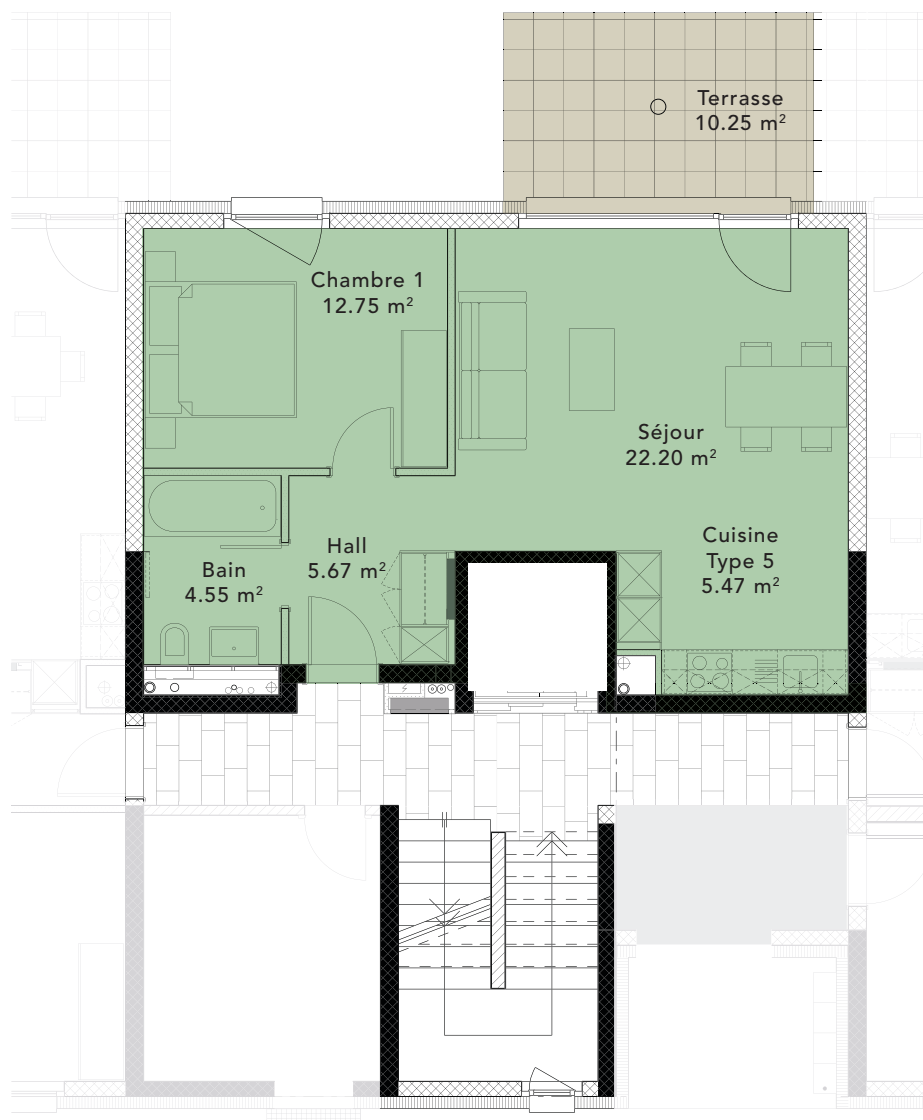 Terrasse
10.25 m²
Chambre 1
12.75 m²
Séjour
22.20 m²
Cuisine
Type 5
5.47 m²
Hall
5.67 m²
Bain
4.55 m²